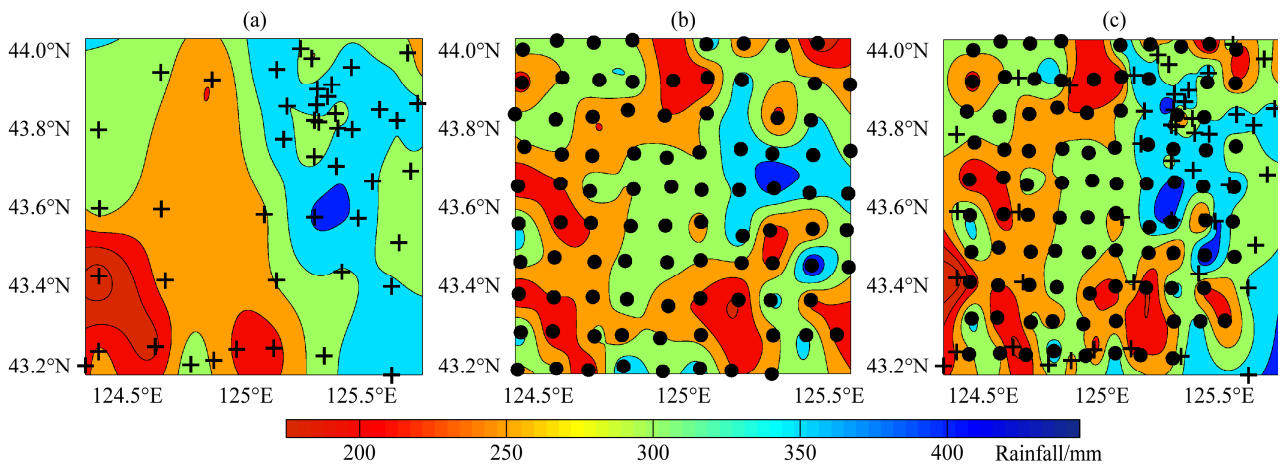 (a) (b) (c)
44.0°N 44.0°N 44.0°N
43.8°N 43.8°N 43.8°N
43.6°N 43.6°N 43.6°N
43.4°N 43.4°N 43.4°N
43.2°N 43.2°N 43.2°N
124.5°E 125°E 125.5°E 124.5°E 125°E 125.5°E 124.5°E 125°E 125.5°E
200 250 300 350 400 Rainfall/mm